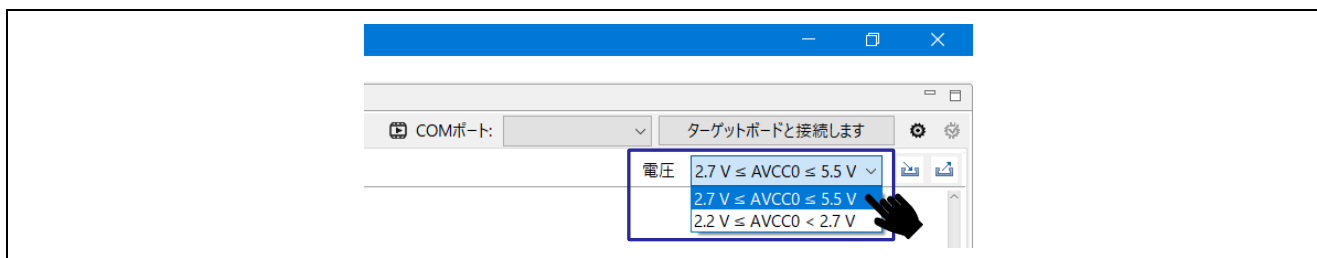 COMポート: ターゲットボードと接続します
電圧 2.7 V ≤ AVCC0 ≤ 5.5 V
2.7 V ≤ AVCC0 ≤ 5.5 V
2.2 V ≤ AVCC0 < 2.7 V